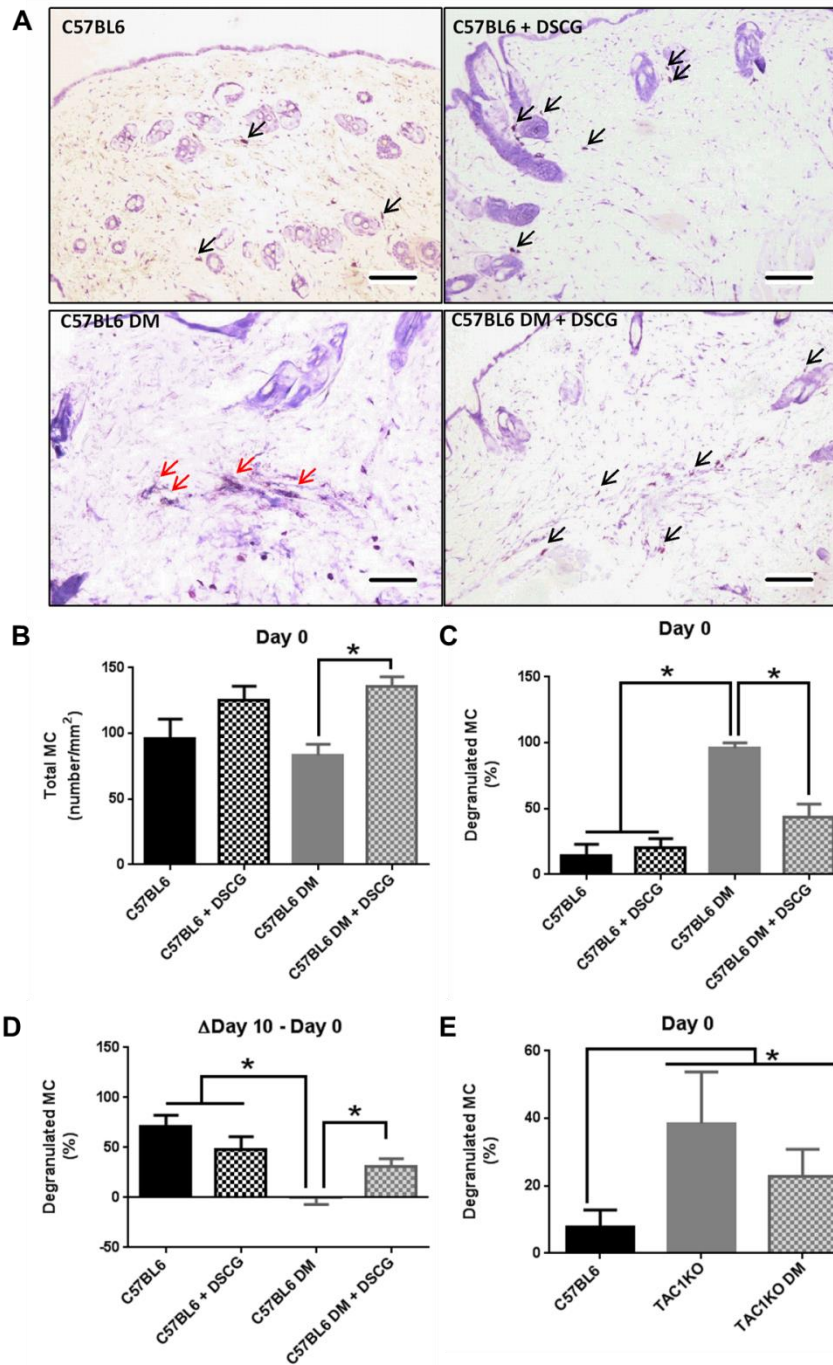 A
C57BL6
C57BL6 + DSCG
C57BL6 DM
C57BL6 DM + DSCG
B
Day 0
Total MC
(number/mm²)
150
100
50
0
*
C57BL6
C57BL6 + DSCG
C57BL6 DM
C57BL6 DM + DSCG
C
Day 0
Degranulated MC
(%)
150
100
50
0
*
*
C57BL6
C57BL6 + DSCG
C57BL6 DM
C57BL6 DM + DSCG
D
ΔDay 10 - Day 0
Degranulated MC
(%)
150
100
50
0
-50
*
*
C57BL6
C57BL6 + DSCG
C57BL6 DM
C57BL6 DM + DSCG
E
Day 0
Degranulated MC
(%)
60
40
20
0
*
C57BL6
TAC1KO
TAC1KO DM